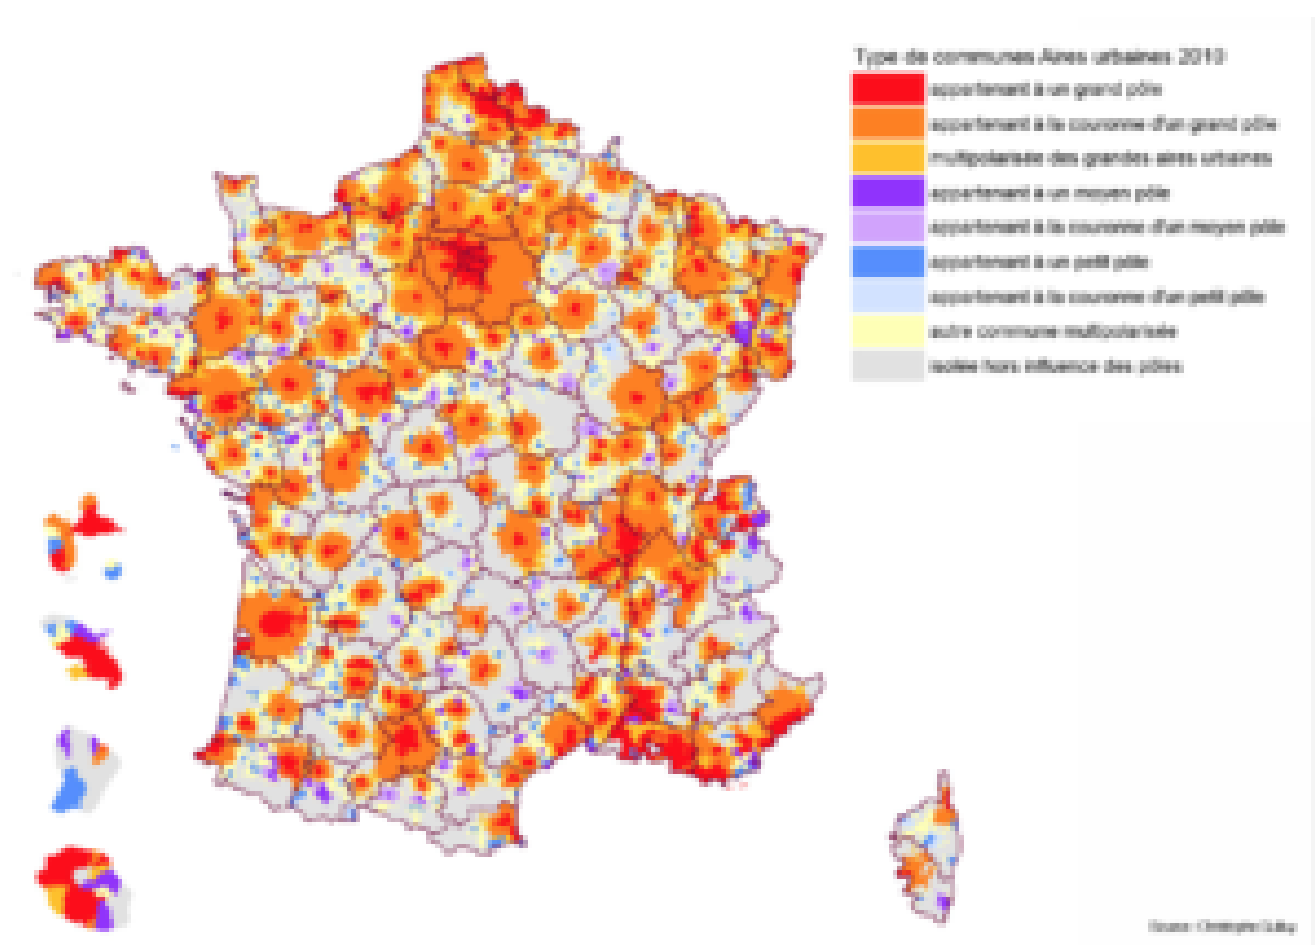 Type de communes Aires urbaines 2010
appartenant à un grand pôle
appartenant à la couronne d'un grand pôle
multipolarisée des grandes aires urbaines
appartenant à un moyen pôle
appartenant à la couronne d'un moyen pôle
appartenant à un petit pôle
appartenant à la couronne d'un petit pôle
autre commune multipolarisée
isolée hors influence des pôles
Source: Christophe